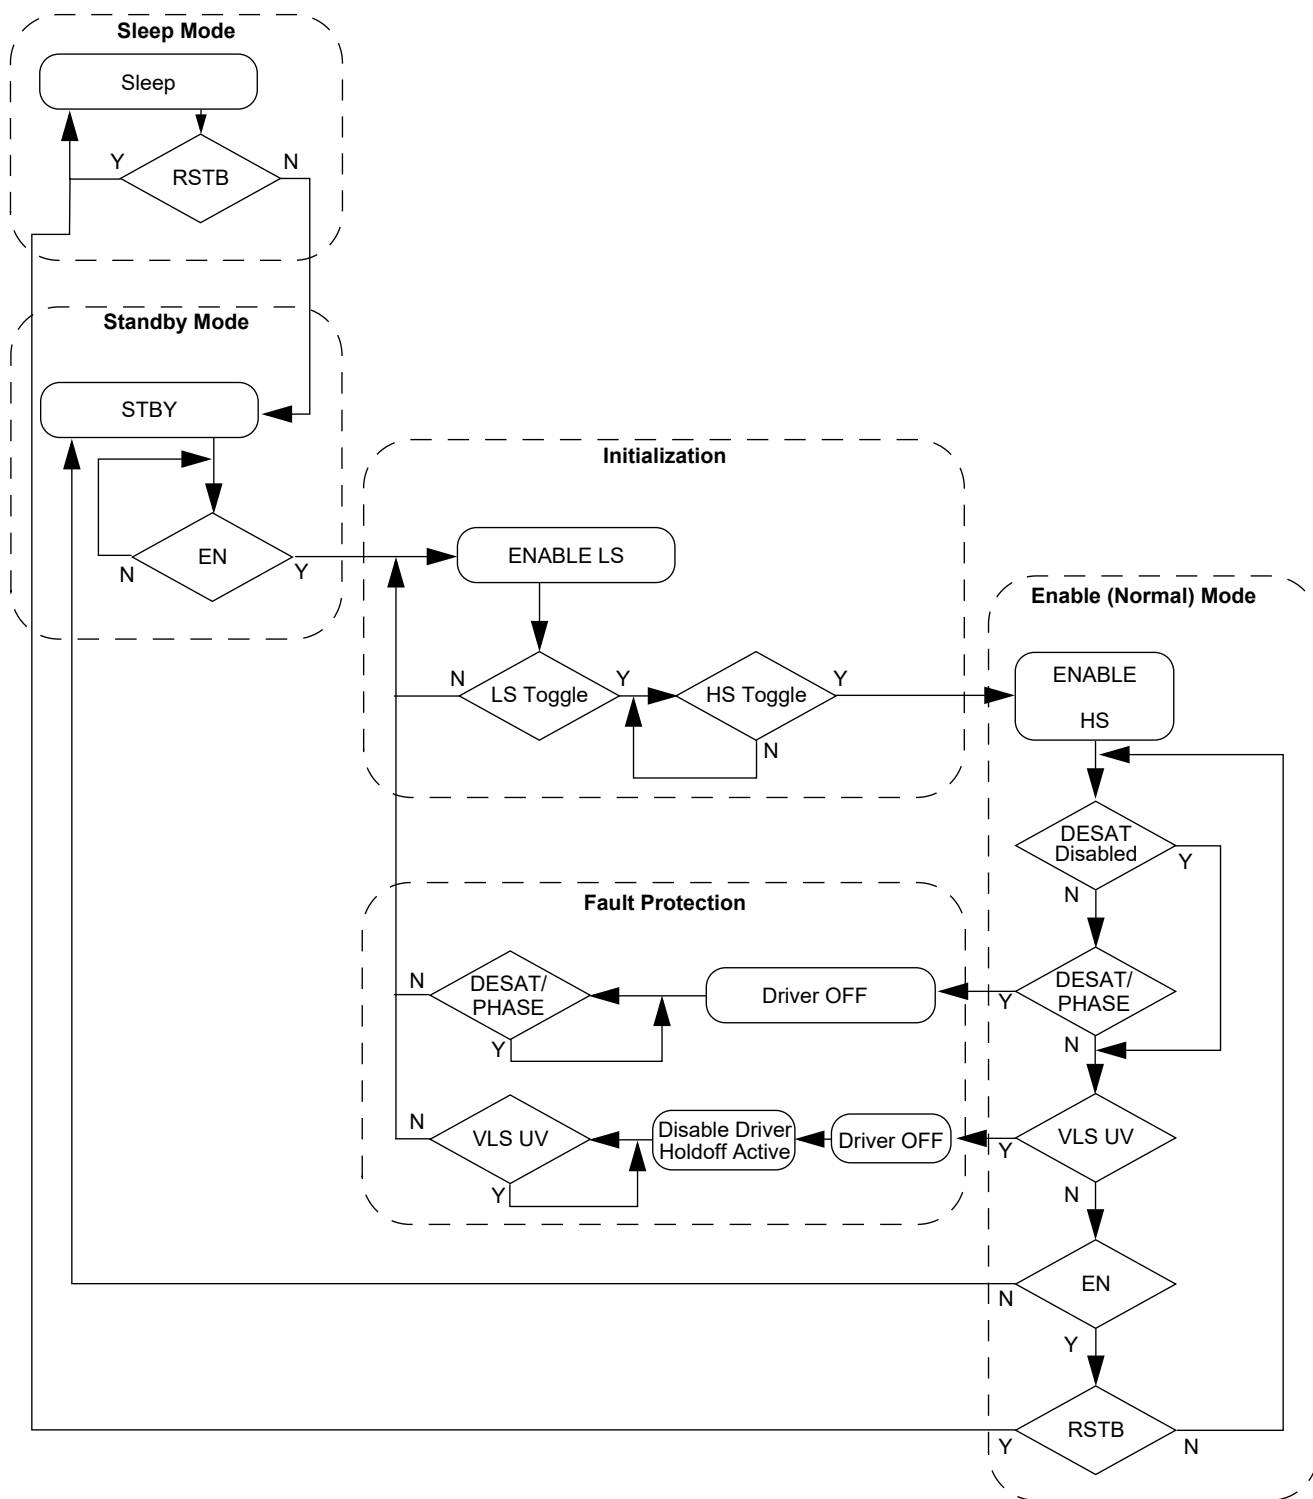 Sleep Mode
Sleep
Y
N
RSTB
Standby Mode
STBY
EN
N
Y
Initialization
ENABLE LS
N
LS Toggle
Y
HS Toggle
Y
N
Enable (Normal) Mode
ENABLE
HS
DESAT
Disabled
Y
N
Fault Protection
N
DESAT/
PHASE
Y
Driver OFF
Y
DESAT/
PHASE
N
N
VLS UV
Y
Disable Driver
Holdoff Active
Driver OFF
Y
VLS UV
N
EN
N
Y
RSTB
Y
N